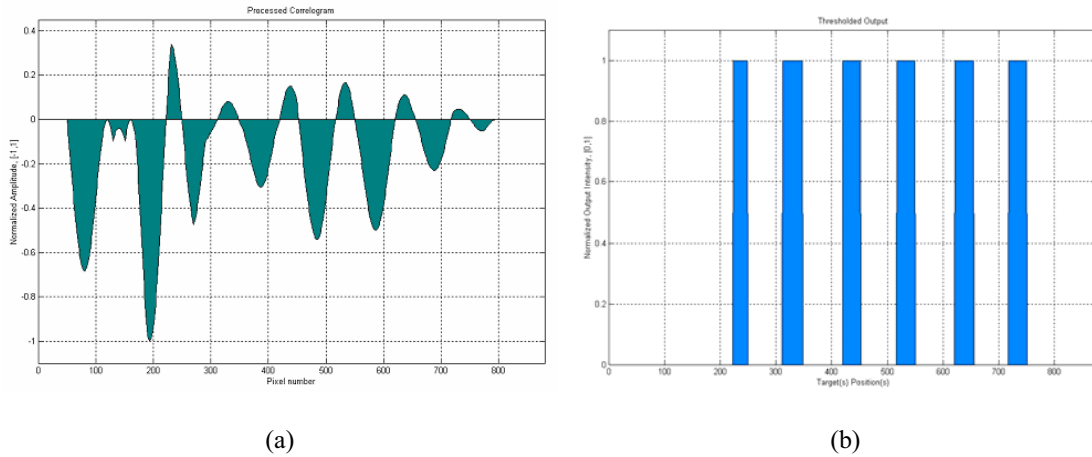 Processed Correlogram
0.4
0.2
0
-0.2
-0.4
-0.6
-0.8
-1
Normalized Amplitude, [-1,1]
0 100 200 300 400 500 600 700 800
Pixel number
(a)
Thresholded Output
1
0.8
0.6
0.4
0.2
0
Normalized Output Intensity, [0,1]
0 100 200 300 400 500 600 700 800
Target(s) Position(s)
(b)